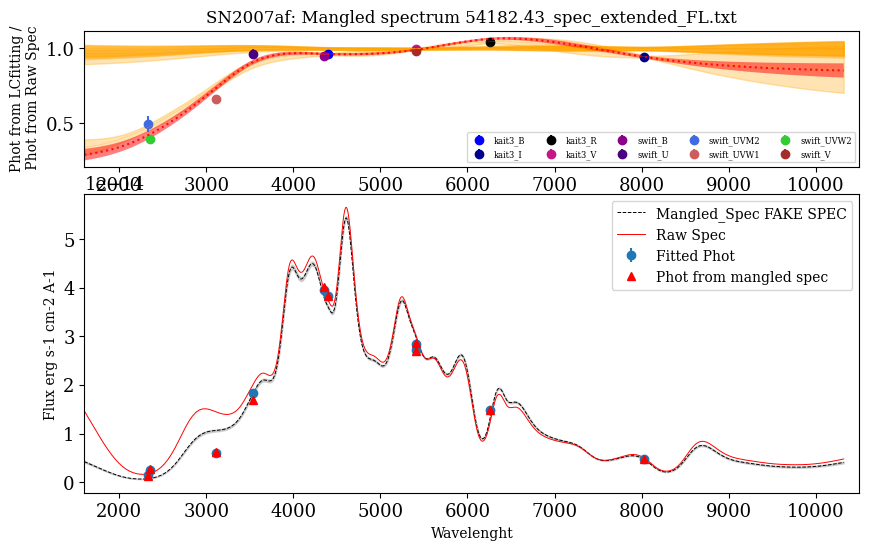 SN2007af: Mangled spectrum 54182.43_spec_extended_FL.txt
Phot from LCfitting /
Phot from Raw Spec
1.0
0.5
kait3_B kait3_R swift_B swift_UVM2 swift_UVW2
kait3_I kait3_V swift_U swift_UVW1 swift_V
2000 3000 4000 5000 6000 7000 8000 9000 10000
1e−14
Flux erg s-1 cm-2 A-1
5
4
3
2
1
0
Mangled_Spec FAKE SPEC
Raw Spec
Fitted Phot
Phot from mangled spec
2000 3000 4000 5000 6000 7000 8000 9000 10000
Wavelenght